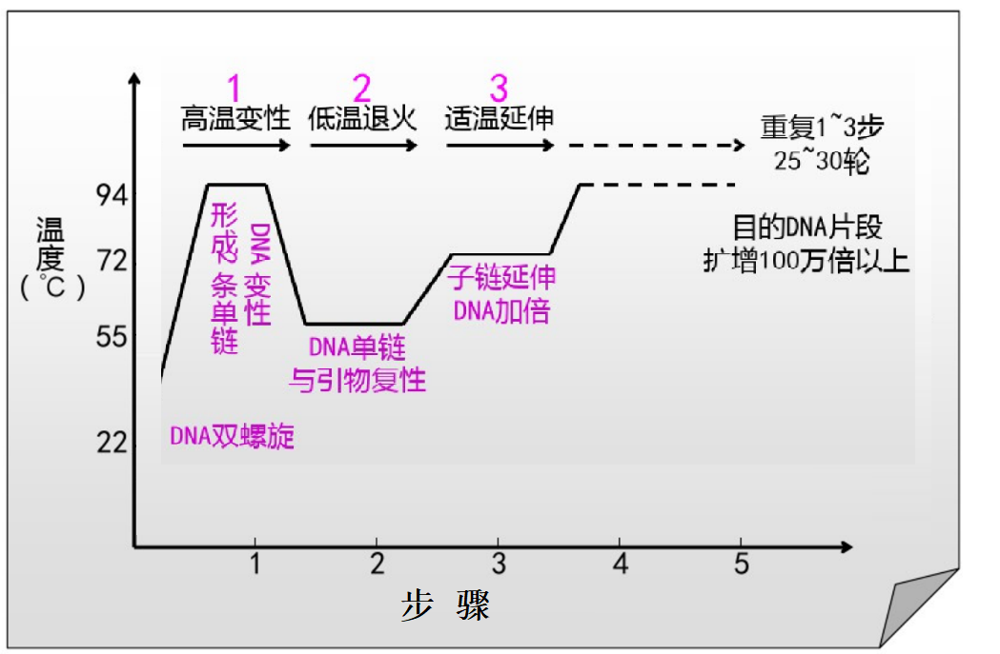 1 2 3
高温变性 低温退火 适温延伸
重复1~3步
25~30轮
目的DNA片段
扩增100万倍以上
温度
(℃)
94
72
55
22
DNA变性
形成2条单链
子链延伸
DNA加倍
DNA单链
与引物复性
DNA双螺旋
1 2 3 4 5
步 骤